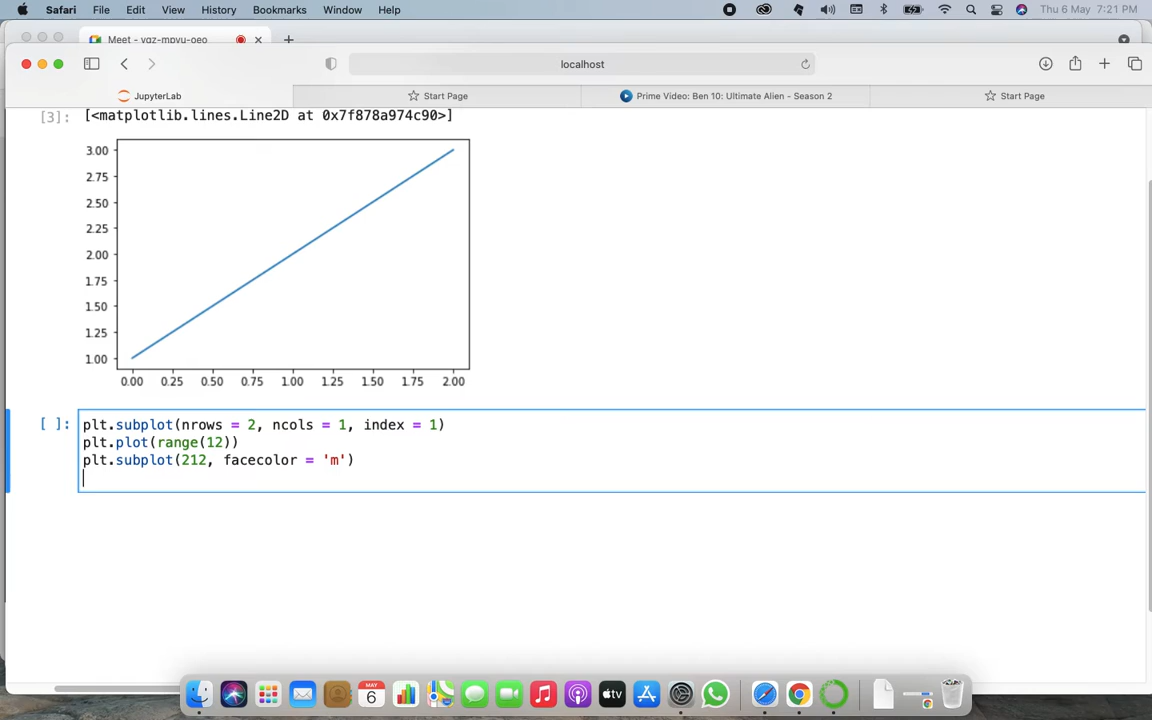 Safari File Edit View History Bookmarks Window Help Thu 6 May 7:21 PM
Meet - vgz-mpvu-oeo
localhost
JupyterLab Start Page Prime Video: Ben 10: Ultimate Alien - Season 2 Start Page
[3]: [<matplotlib.lines.Line2D at 0x7f878a974c90>]
3.00
2.75
2.50
2.25
2.00
1.75
1.50
1.25
1.00
0.00 0.25 0.50 0.75 1.00 1.25 1.50 1.75 2.00
[ ]: plt.subplot(nrows = 2, ncols = 1, index = 1)
plt.plot(range(12))
plt.subplot(212, facecolor = 'm')
MAY
6
tv